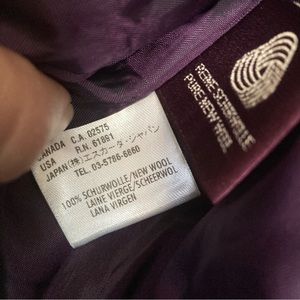 CANADA C.A. 02575
USA R.N. 61861
JAPAN (株)エスカーダ・ジャパン
TEL. 03-5786-6860
100% SCHURWOLLE/NEW WOOL
LAINE VIERGE/SCHEERWOL
LANA VIRGEN
REINE SCHURWOLLE
PURE NEW WOOL